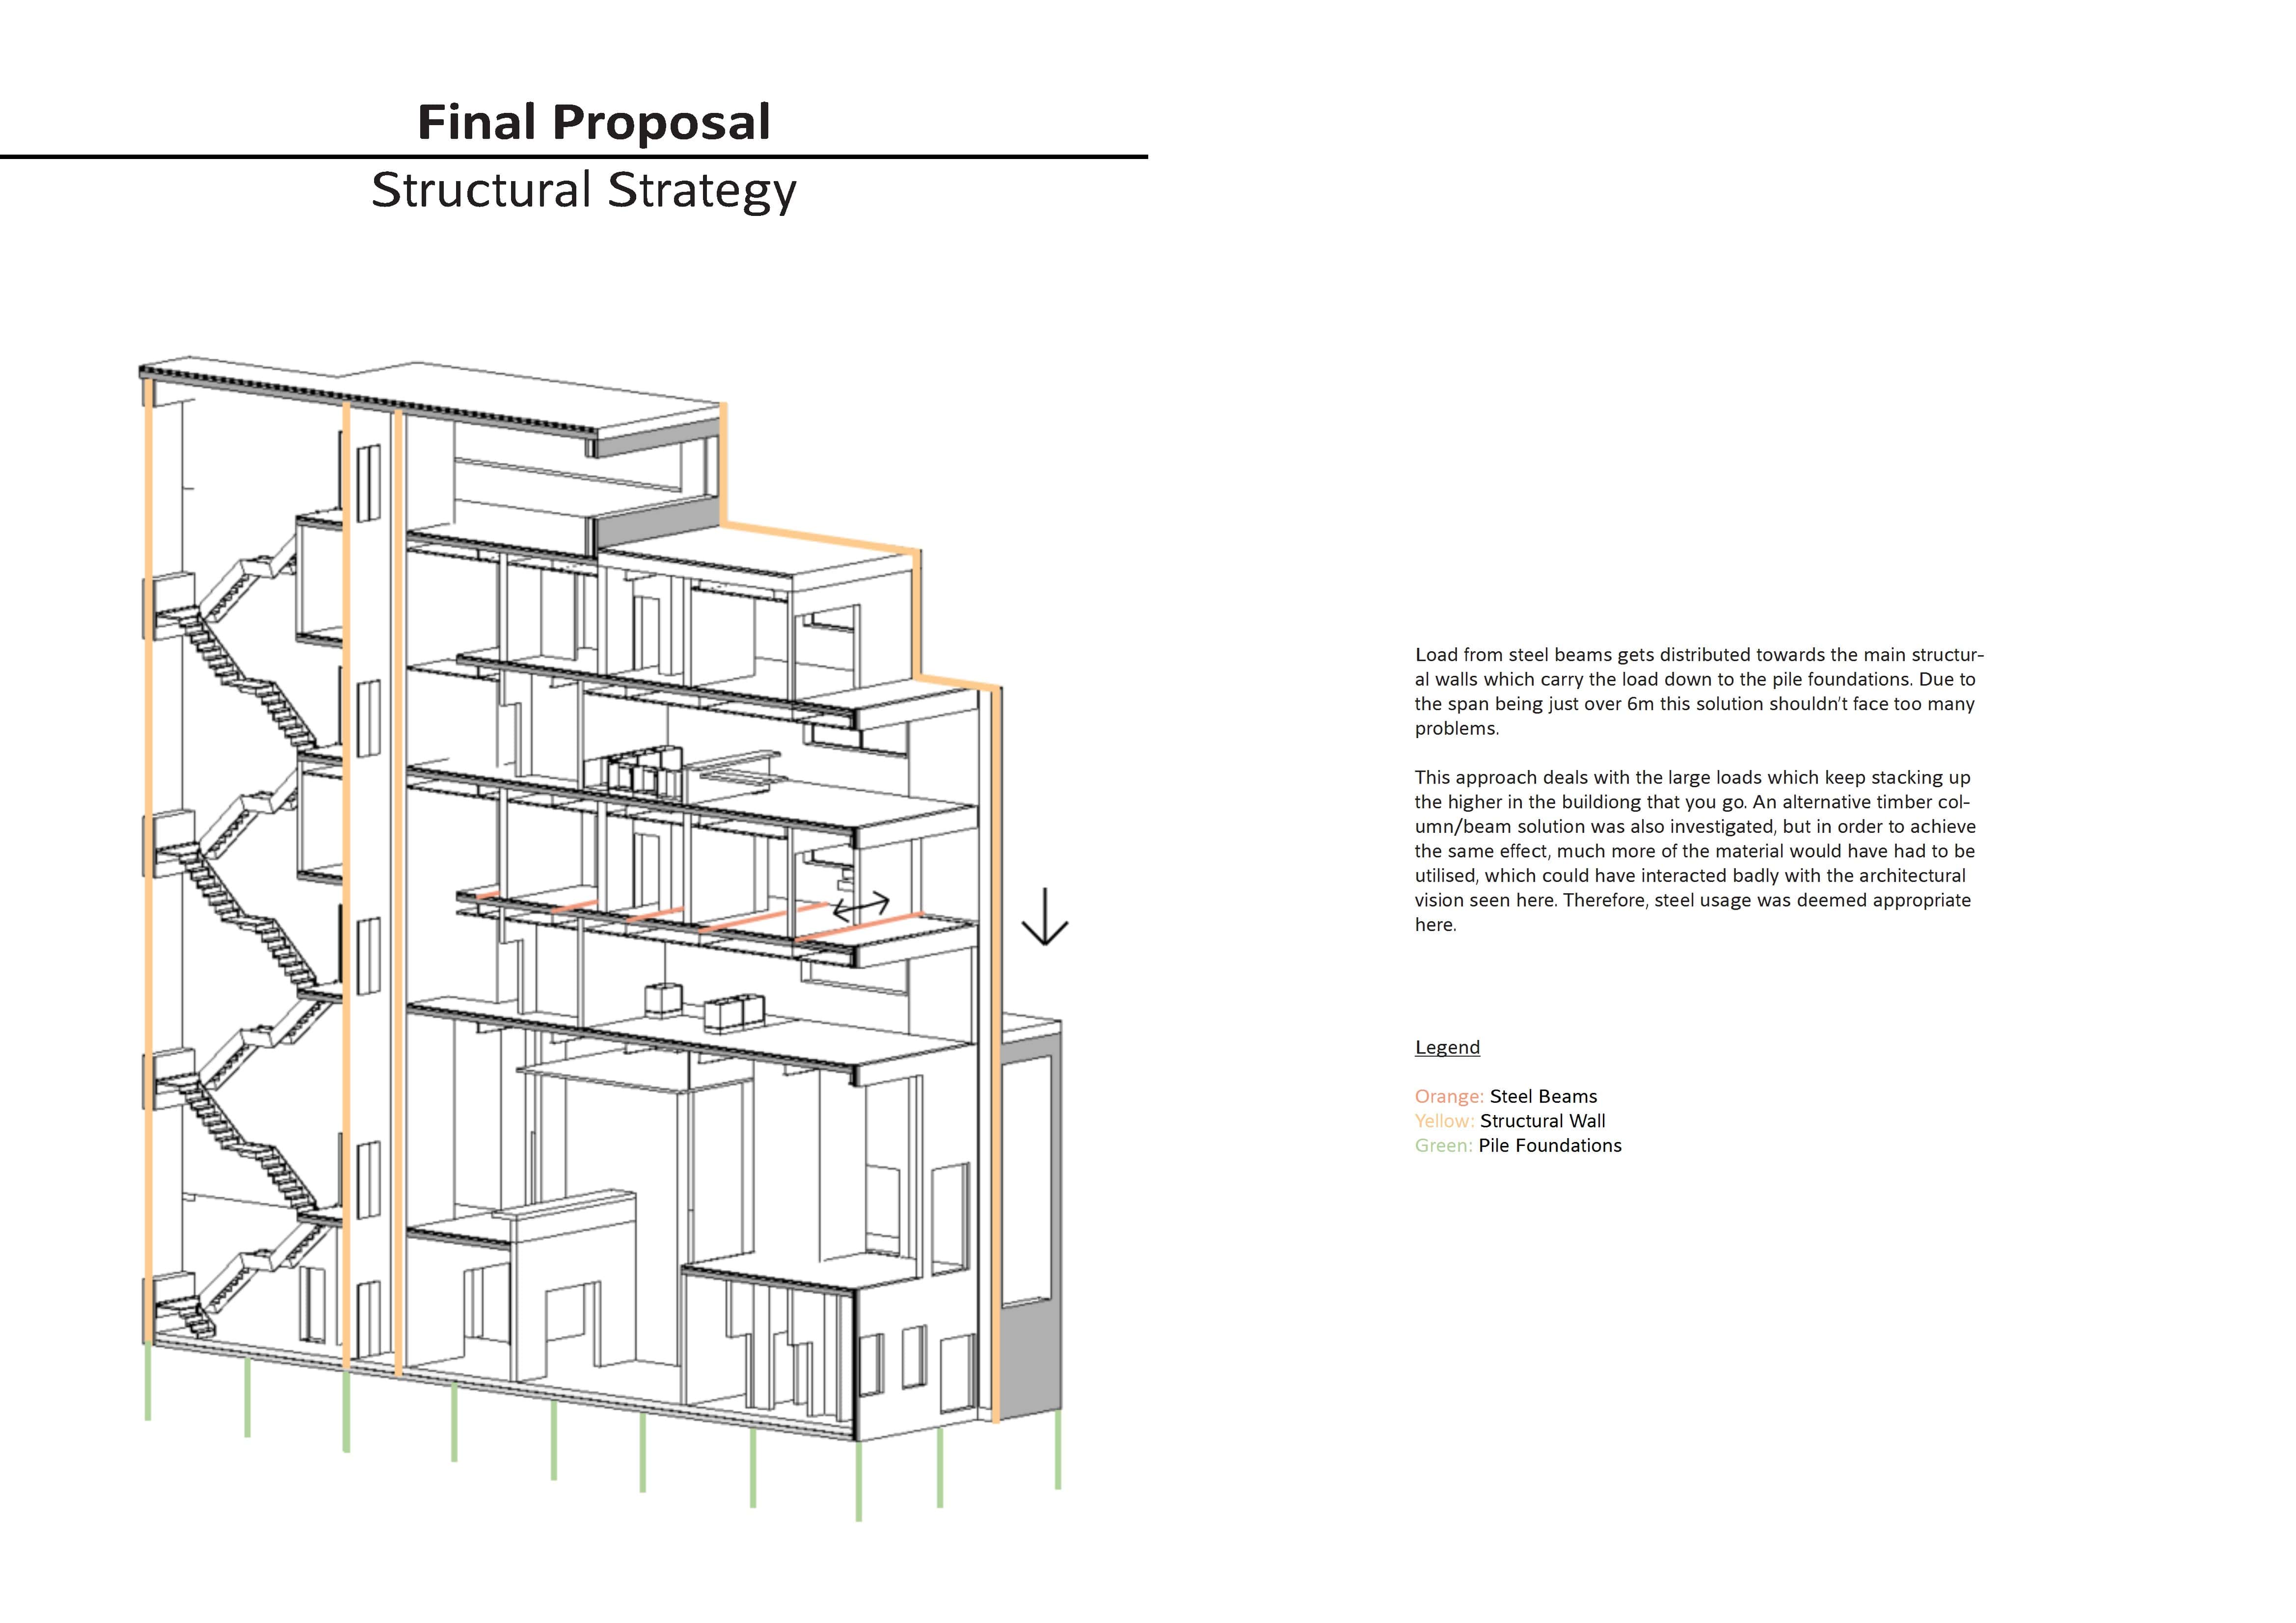 Final Proposal
Structural Strategy
Load from steel beams gets distributed towards the main structur-
al walls which carry the load down to the pile foundations. Due to
the span being just over 6m this solution shouldn't face too many
problems.
This approach deals with the large loads which keep stacking up
the higher in the buildiong that you go. An alternative timber col-
umn/beam solution was also investigated, but in order to achieve
the same effect, much more of the material would have had to be
utilised, which could have interacted badly with the architectural
vision seen here. Therefore, steel usage was deemed appropriate
here.
Legend
Orange: Steel Beams
Yellow: Structural Wall
Green: Pile Foundations